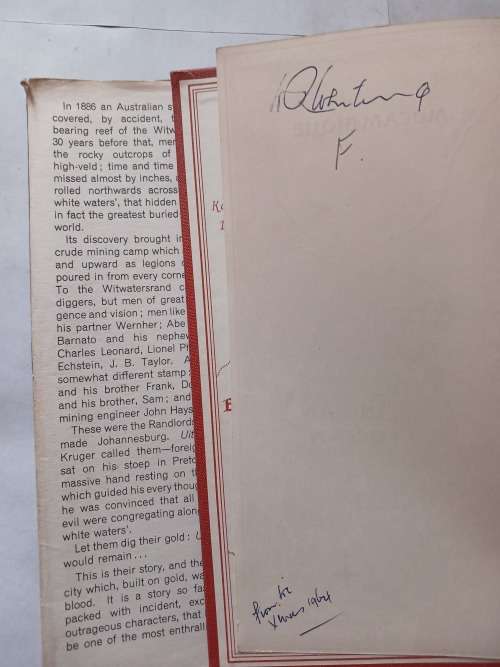 In 1886 an Australian s
covered, by accident, t
bearing reef of the Witw
30 years before that, mer
the rocky outcrops of
high-veld; time and time
missed almost by inches,
rolled northwards across
white waters', that hidden
in fact the greatest buried
world.
Its discovery brought in
crude mining camp which
and upward as legions
poured in from every corne
To the Witwatersrand c
diggers, but men of great
gence and vision; men like
his partner Wernher; Abe
Barnato and his nephew
Charles Leonard, Lionel Ph
Eckstein, J. B. Taylor. A
somewhat different stamp:
and his brother Frank, Do
and his brother, Sam; and
mining engineer John Hays
These were the Randlords
made Johannesburg. Uit
Kruger called them—foreig
sat on his stoep in Preto
massive hand resting on t
which guided his every thoug
he was convinced that all
evil were congregating along
white waters'.
Let them dig their gold: U
would remain . . .
This is their story, and the
city which, built on gold, wa
blood. It is a story so fa
packed with incident, exc
outrageous characters, that
be one of the most enthralli
F.
from
Xmas 1964